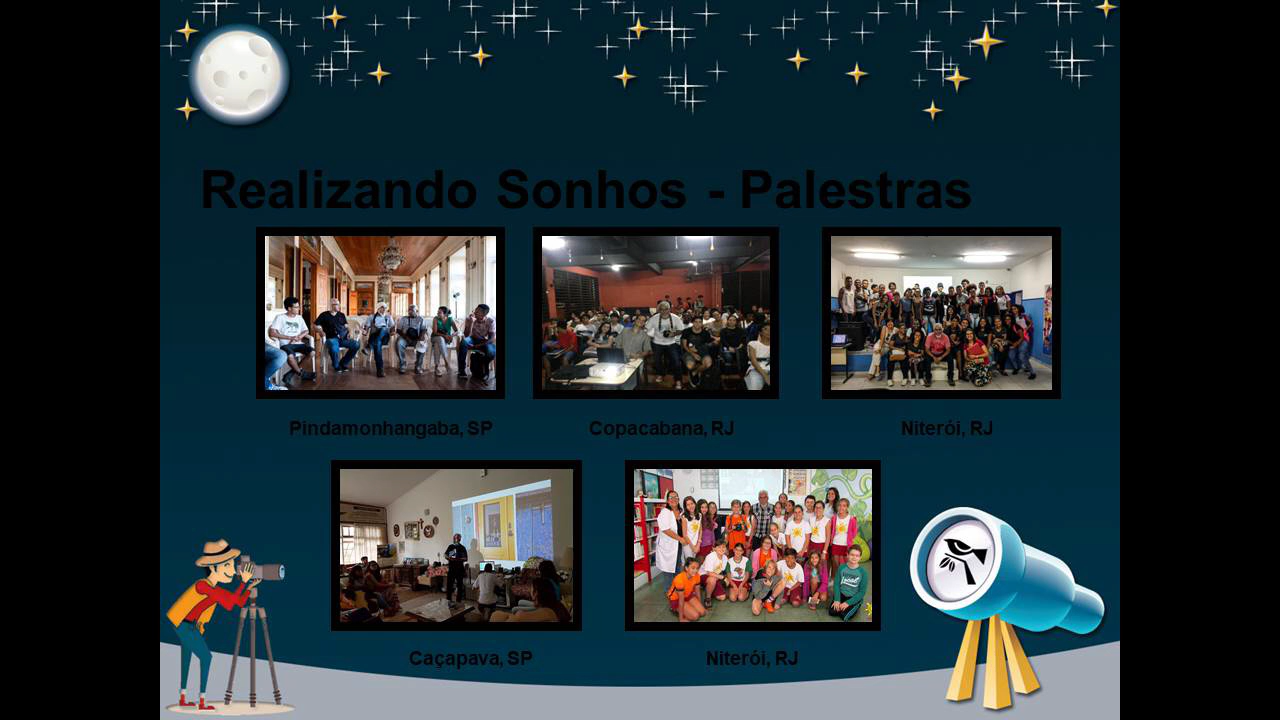 Realizando Sonhos - Palestras
Pindamonhangaba, SP
Copacabana, RJ
Niterói, RJ
Caçapava, SP
Niterói, RJ